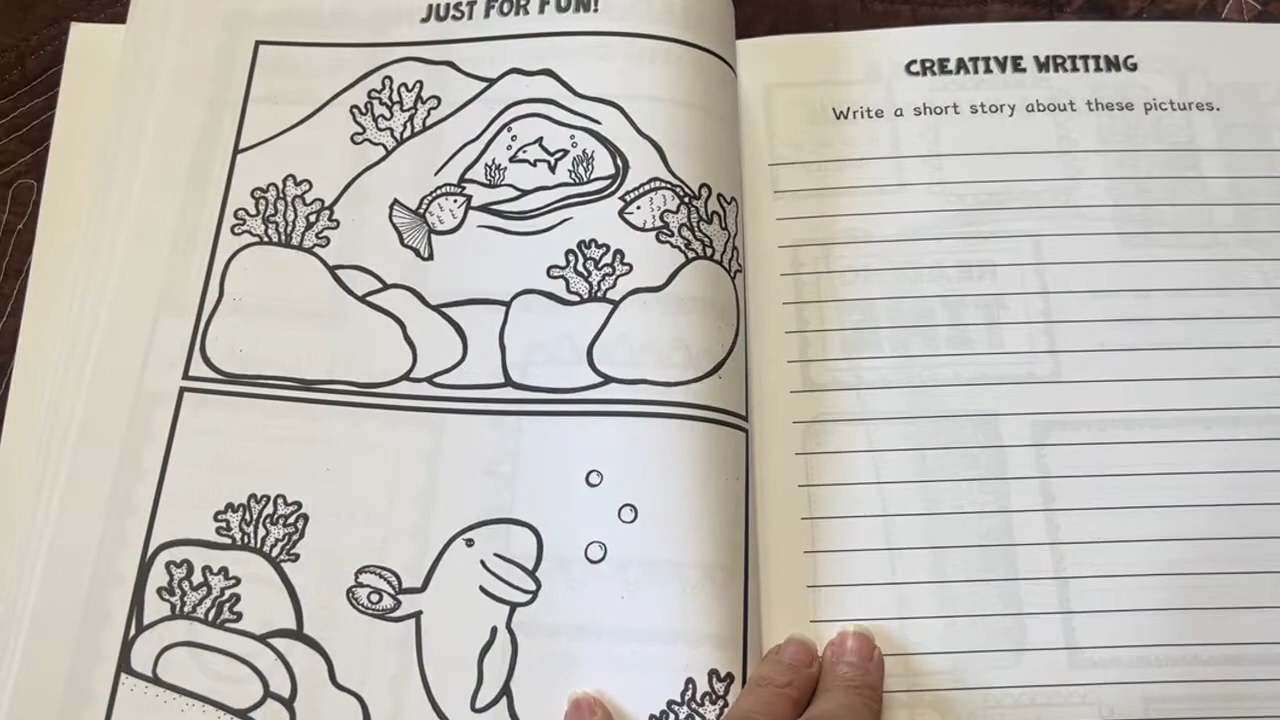 JUST FOR FUN!
CREATIVE WRITING
Write a short story about these pictures.